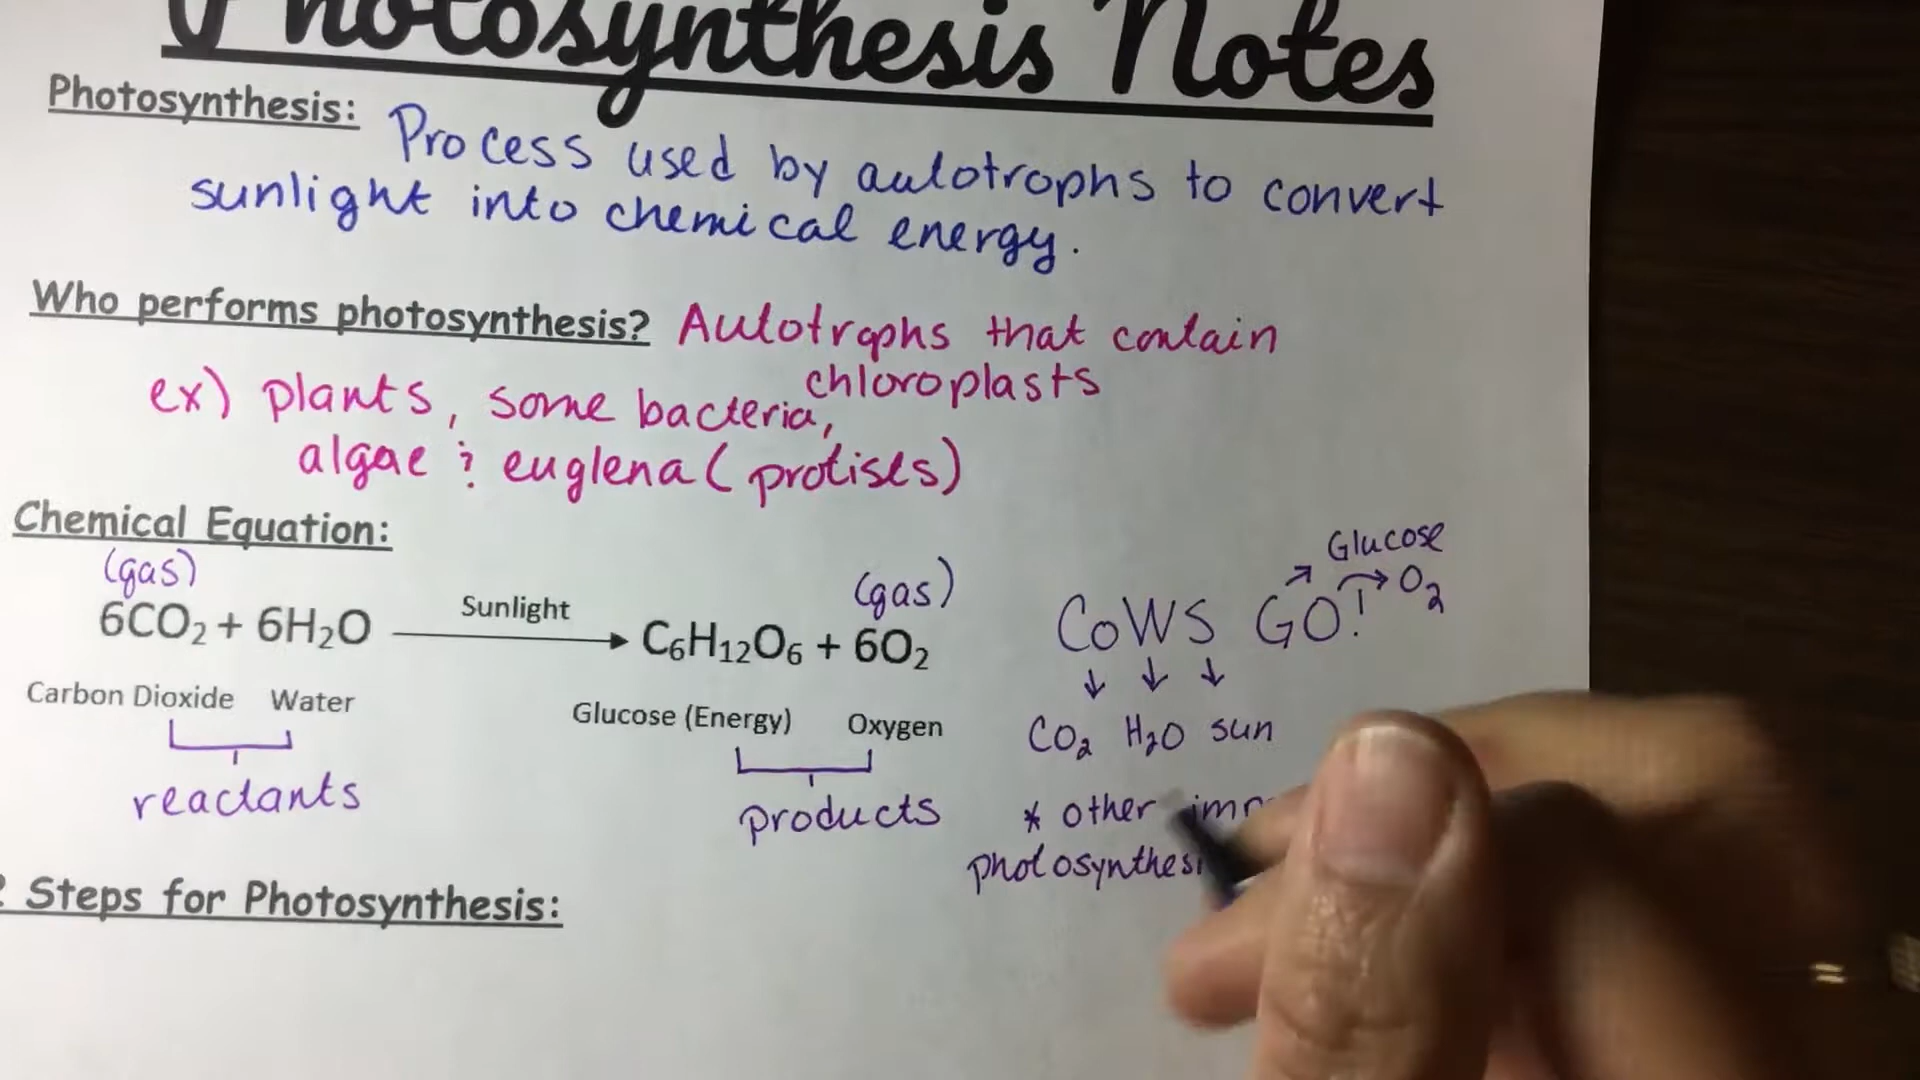 Photosynthesis Notes
Photosynthesis: Process used by autotrophs to convert
sunlight into chemical energy.
Who performs photosynthesis? Autotrophs that contain
chloroplasts
ex) plants, some bacteria,
algae & euglena (protists)
Chemical Equation:
(gas)
(gas)
6CO₂ + 6H₂O Sunlight → C₆H₁₂O₆ + 6O₂
Carbon Dioxide Water Glucose (Energy) Oxygen
reactants
products
↗ Glucose
→ O₂
CoWS GO!
↓ ↓ ↓
CO₂ H₂O sun
* other
Steps for Photosynthesis: